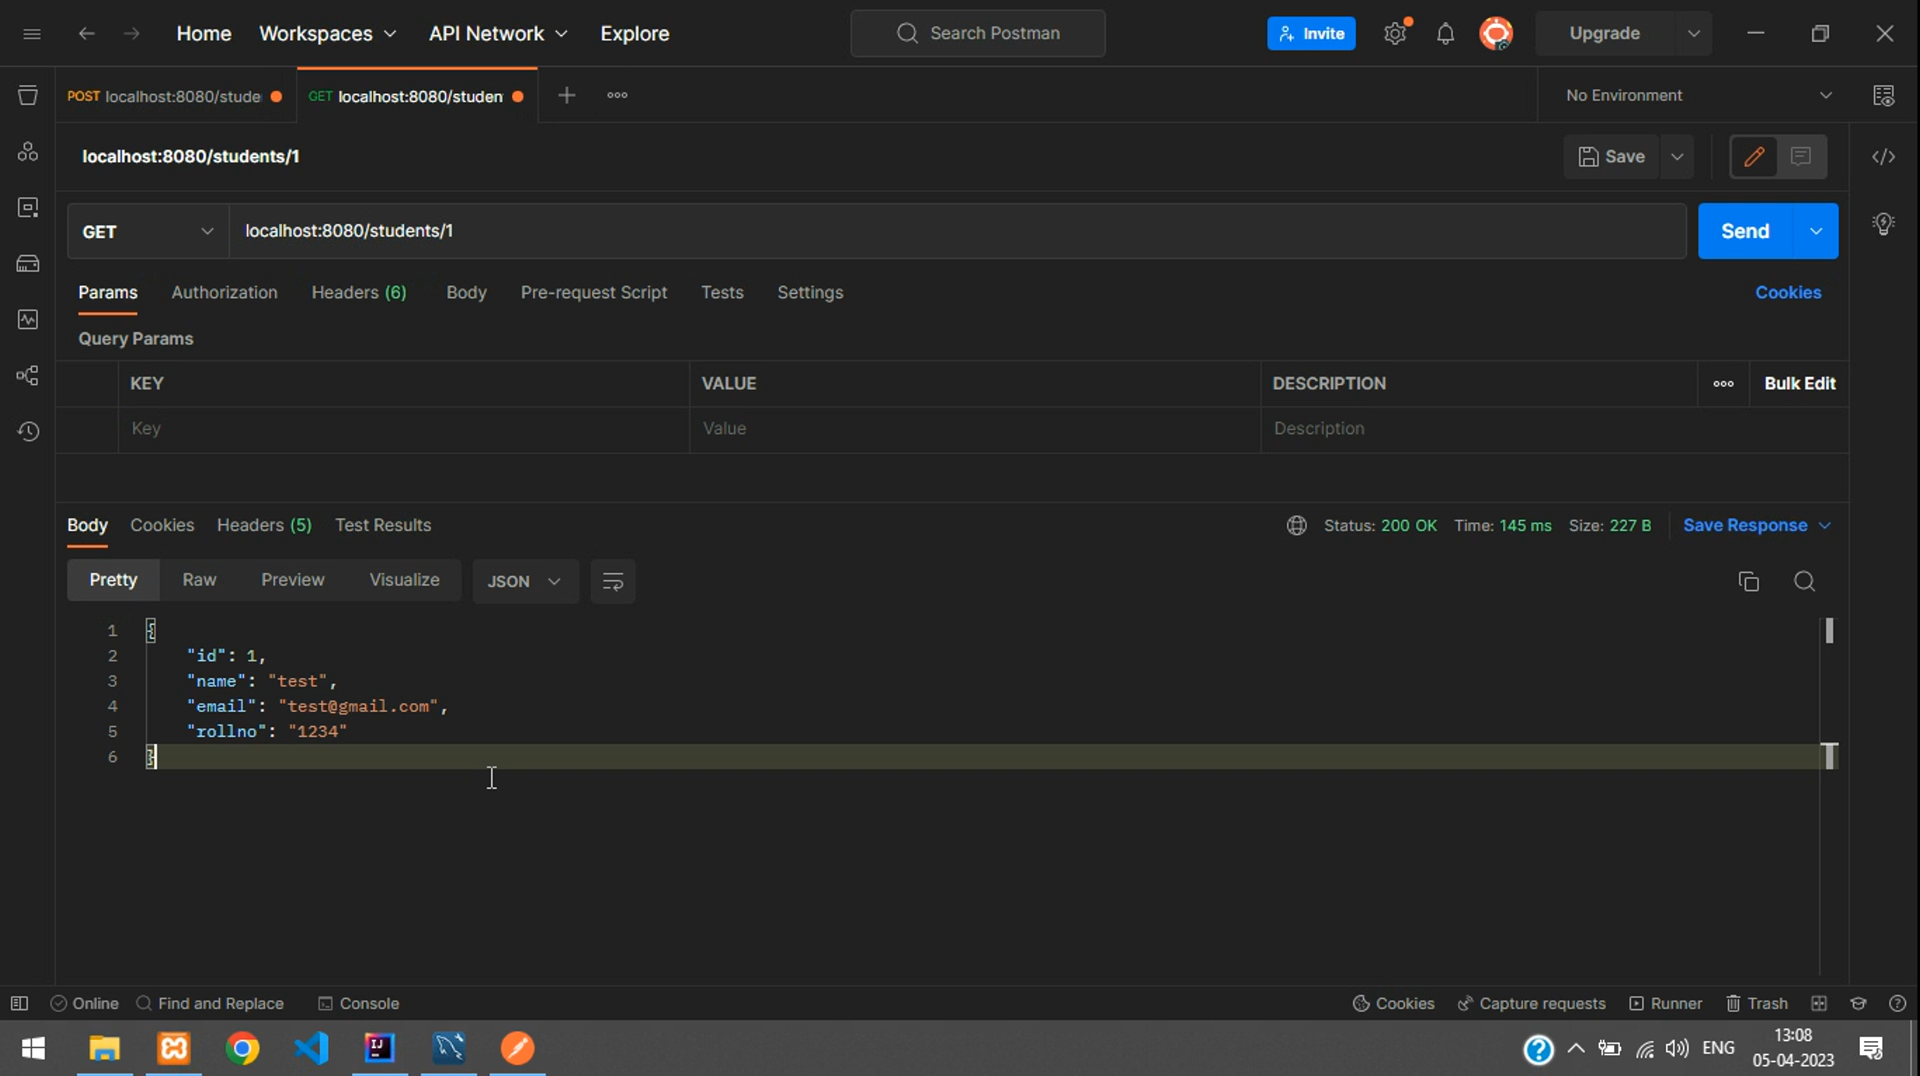 Home Workspaces API Network Explore Search Postman Invite Upgrade
POST localhost:8080/stude GET localhost:8080/studen No Environment
localhost:8080/students/1 Save
GET localhost:8080/students/1 Send
Params Authorization Headers (6) Body Pre-request Script Tests Settings Cookies
Query Params
KEY VALUE DESCRIPTION Bulk Edit
Key Value Description
Body Cookies Headers (5) Test Results Status: 200 OK Time: 145 ms Size: 227 B Save Response
Pretty Raw Preview Visualize JSON
1 {
2 "id": 1,
3 "name": "test",
4 "email": "test@gmail.com",
5 "rollno": "1234"
6 }
Online Find and Replace Console Cookies Capture requests Runner Trash
ENG 13:08
05-04-2023